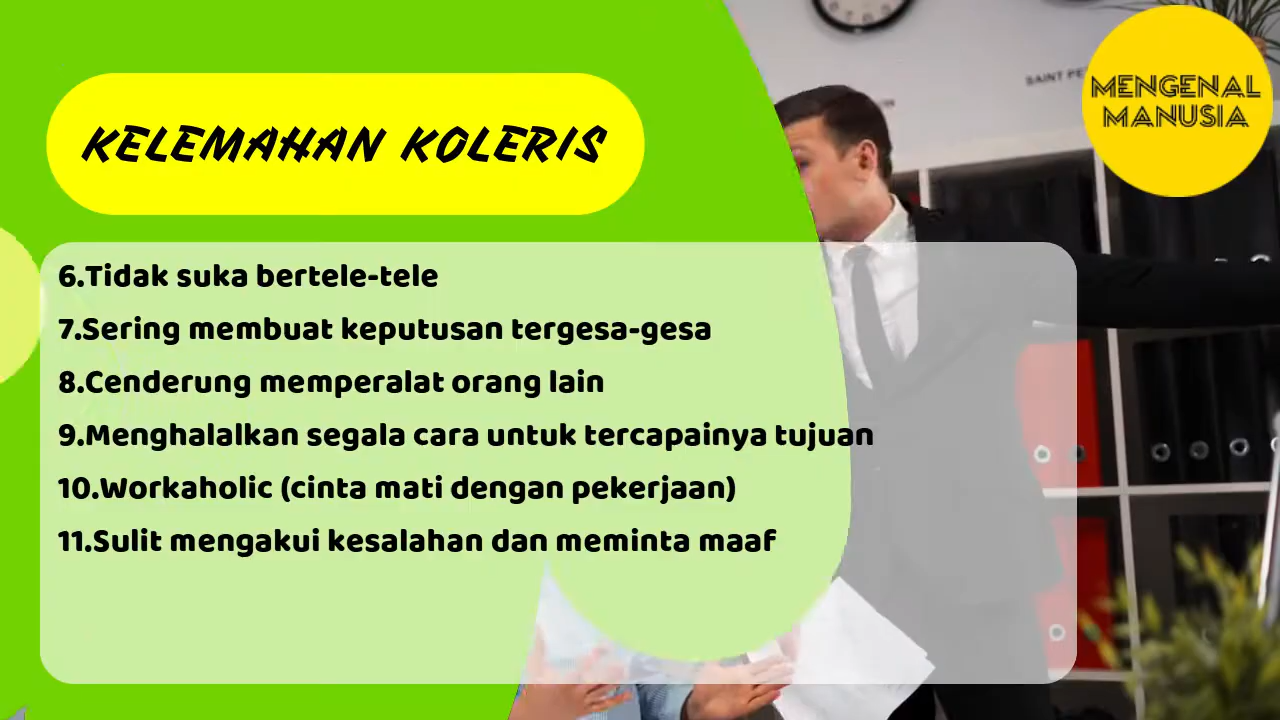 SAINT
MENGENAL
MANUSIA
KELEMAHAN KOLERIS
6.Tidak suka bertele-tele
7.Sering membuat keputusan tergesa-gesa
8.Cenderung memperalat orang lain
9.Menghalalkan segala cara untuk tercapainya tujuan
10.Workaholic (cinta mati dengan pekerjaan)
11.Sulit mengakui kesalahan dan meminta maaf